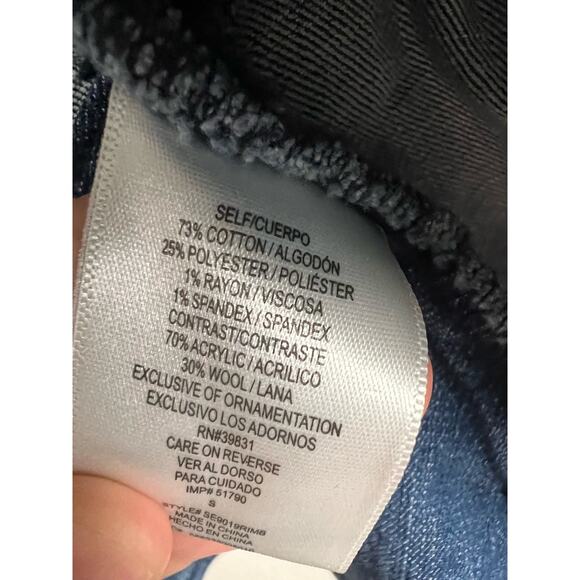 SELF/CUERPO
73% COTTON/ALGODÓN
25% POLYESTER/POLIÉSTER
1% RAYON/VISCOSA
1% SPANDEX/SPANDEX
CONTRAST/CONTRASTE
70% ACRYLIC/ACRILICO
30% WOOL/LANA
EXCLUSIVE OF ORNAMENTATION
EXCLUSIVO LOS ADORNOS
RN#39831
CARE ON REVERSE
VER AL DORSO
PARA CUIDADO
IMP# 51790
S
STYLE# SE9019RIMB
MADE IN CHINA
HECHO EN CHINA